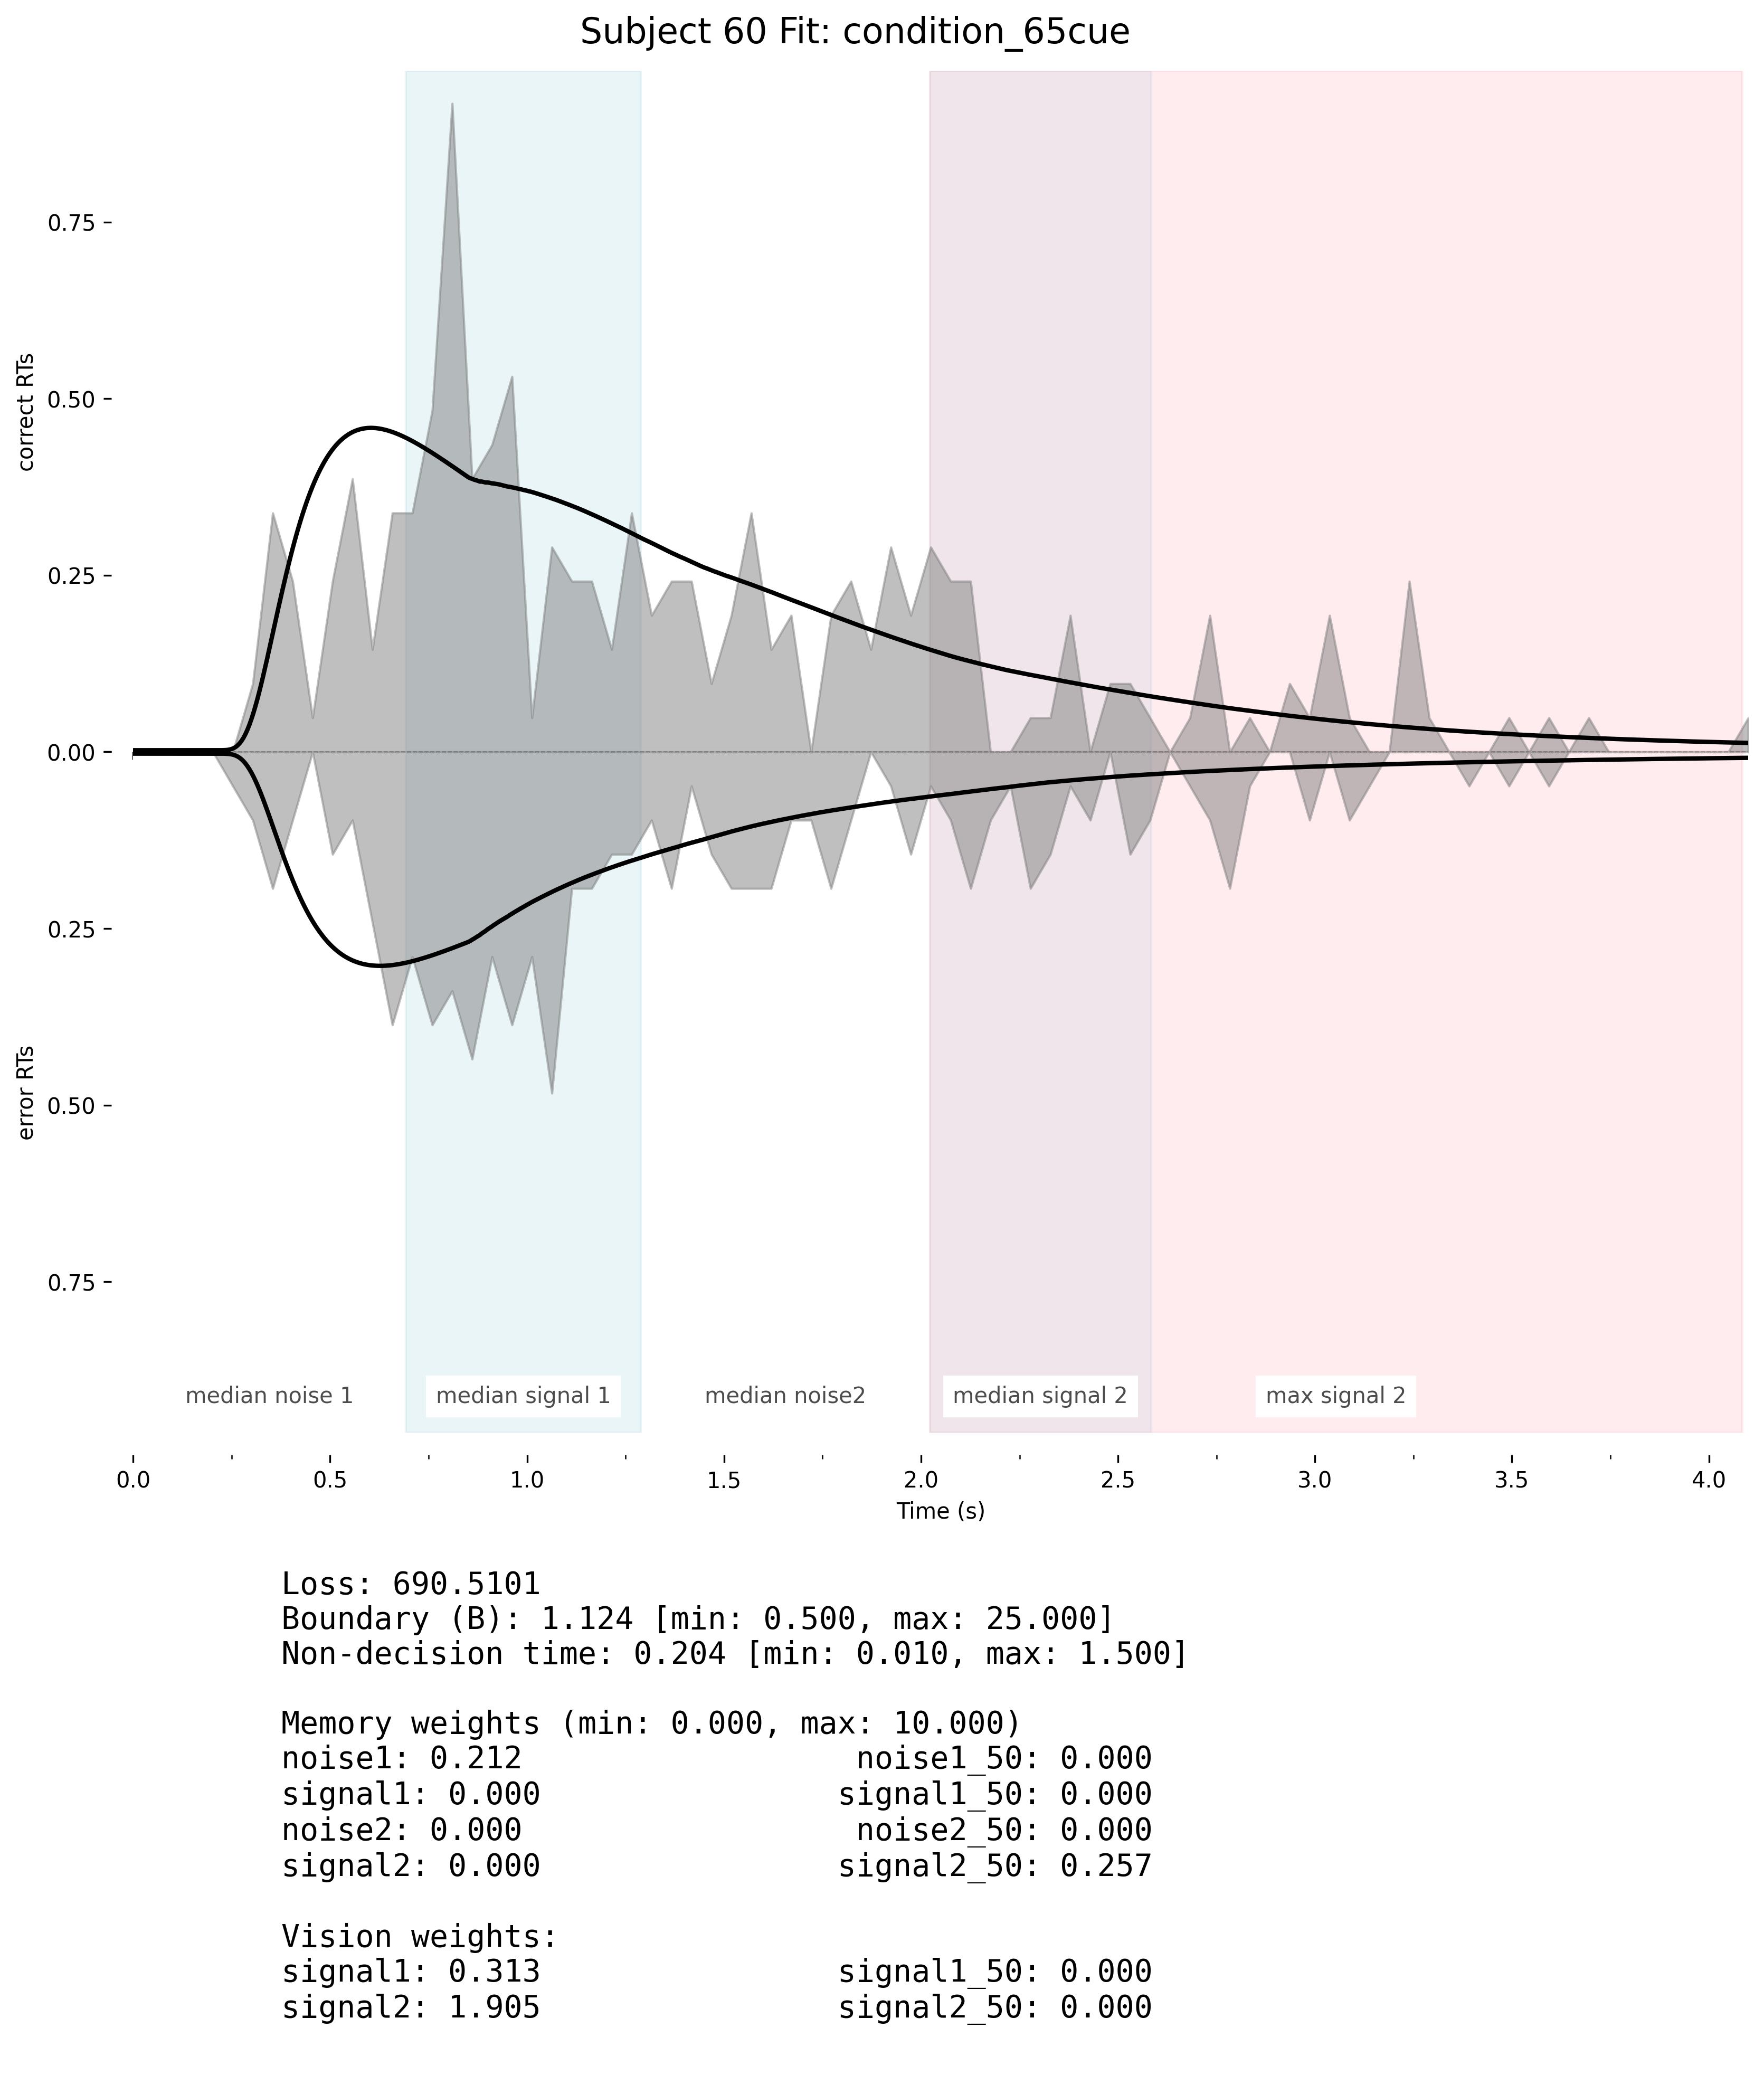 Subject 60 Fit: condition_65cue
0.75
0.50
0.25
0.00
0.25
0.50
0.75
correct RTs
error RTs
median noise 1
median signal 1
median noise2
median signal 2
max signal 2
0.0 0.5 1.0 1.5 2.0 2.5 3.0 3.5 4.0
Time (s)
Loss: 690.5101
Boundary (B): 1.124 [min: 0.500, max: 25.000]
Non-decision time: 0.204 [min: 0.010, max: 1.500]
Memory weights (min: 0.000, max: 10.000)
noise1: 0.212 noise1_50: 0.000
signal1: 0.000 signal1_50: 0.000
noise2: 0.000 noise2_50: 0.000
signal2: 0.000 signal2_50: 0.257
Vision weights:
signal1: 0.313 signal1_50: 0.000
signal2: 1.905 signal2_50: 0.000